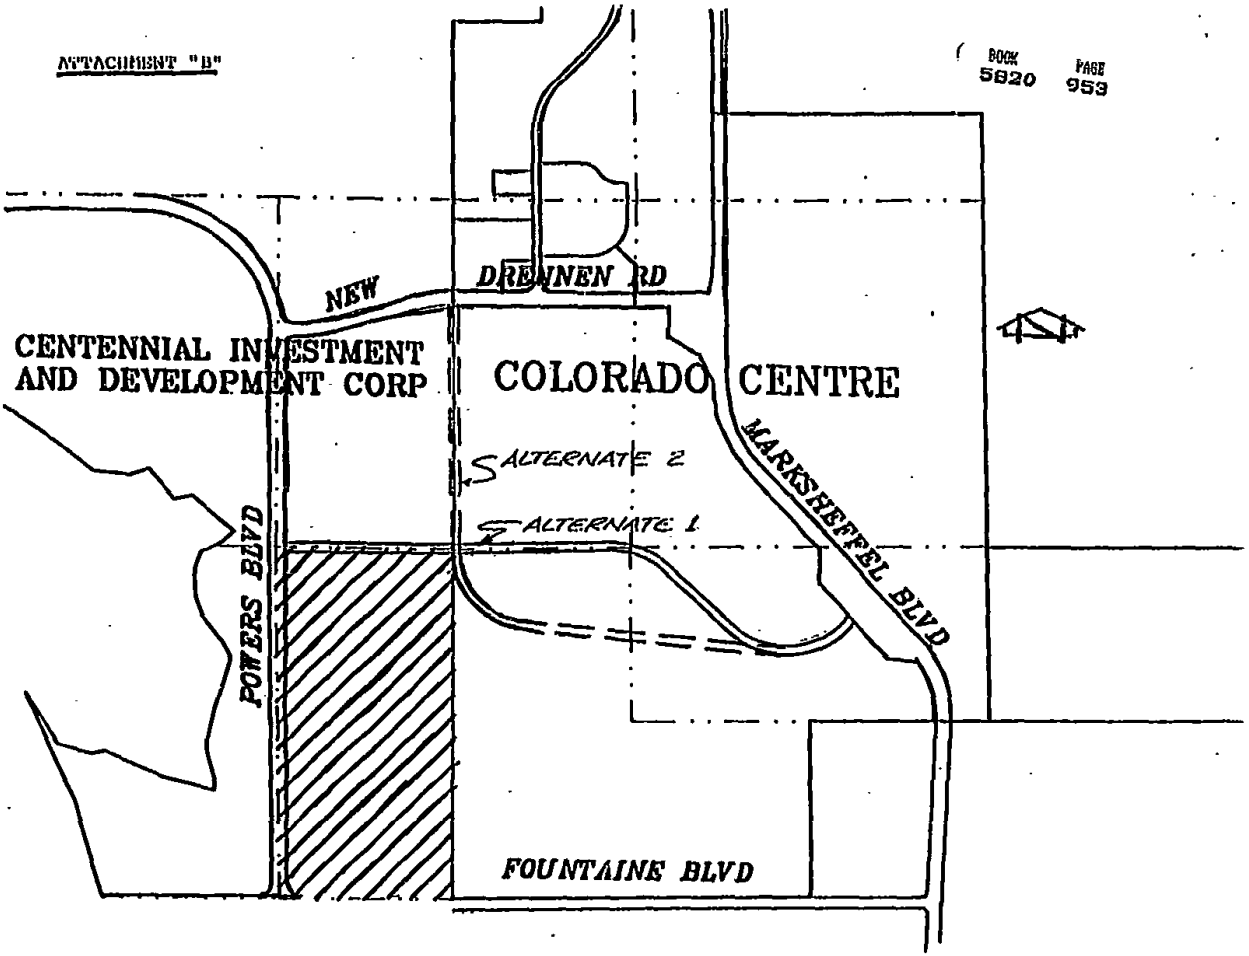 ATTACHMENT "B"
BOOK PAGE
5820 953
NEW DRENNEN RD
CENTENNIAL INVESTMENT
AND DEVELOPMENT CORP
COLORADO CENTRE
MARKSHEFFEL BLVD
ALTERNATE 2
ALTERNATE 1
POWERS BLVD
FOUNTAINE BLVD